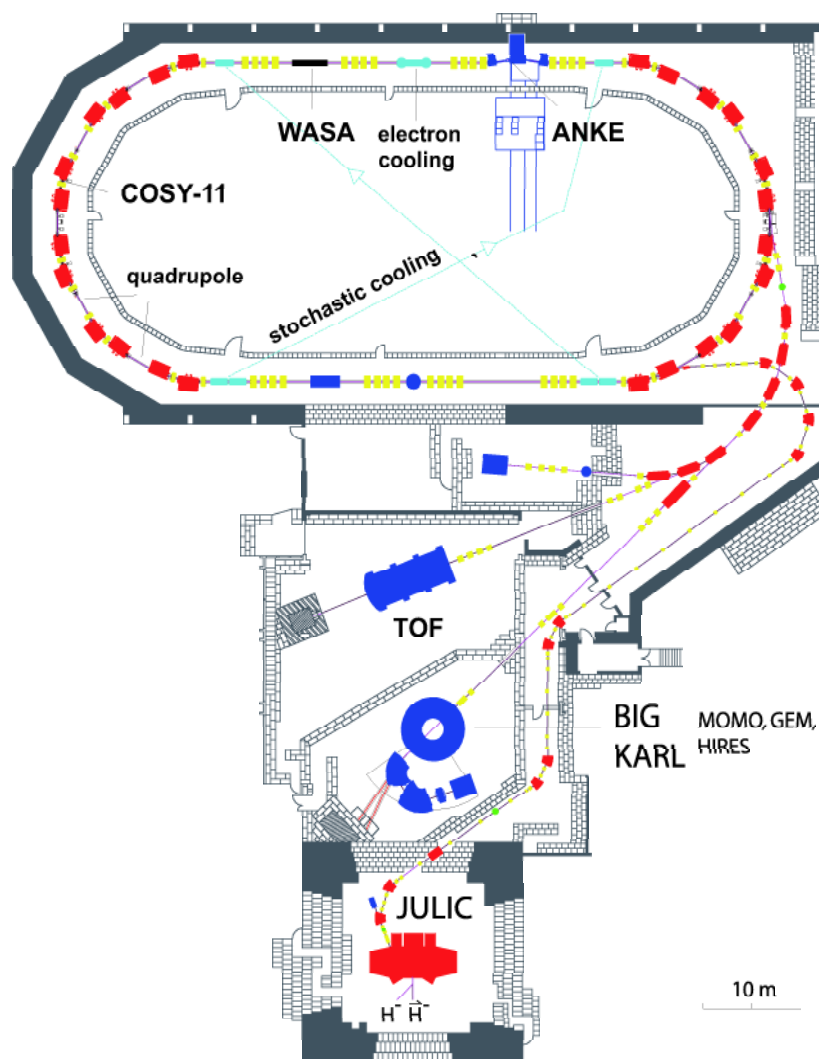 WASA
electron
cooling
ANKE
COSY-11
quadrupole
stochastic cooling
TOF
BIG
KARL
MOMO, GEM,
HIRES
JULIC
H⁻ H⃗⁻
10 m